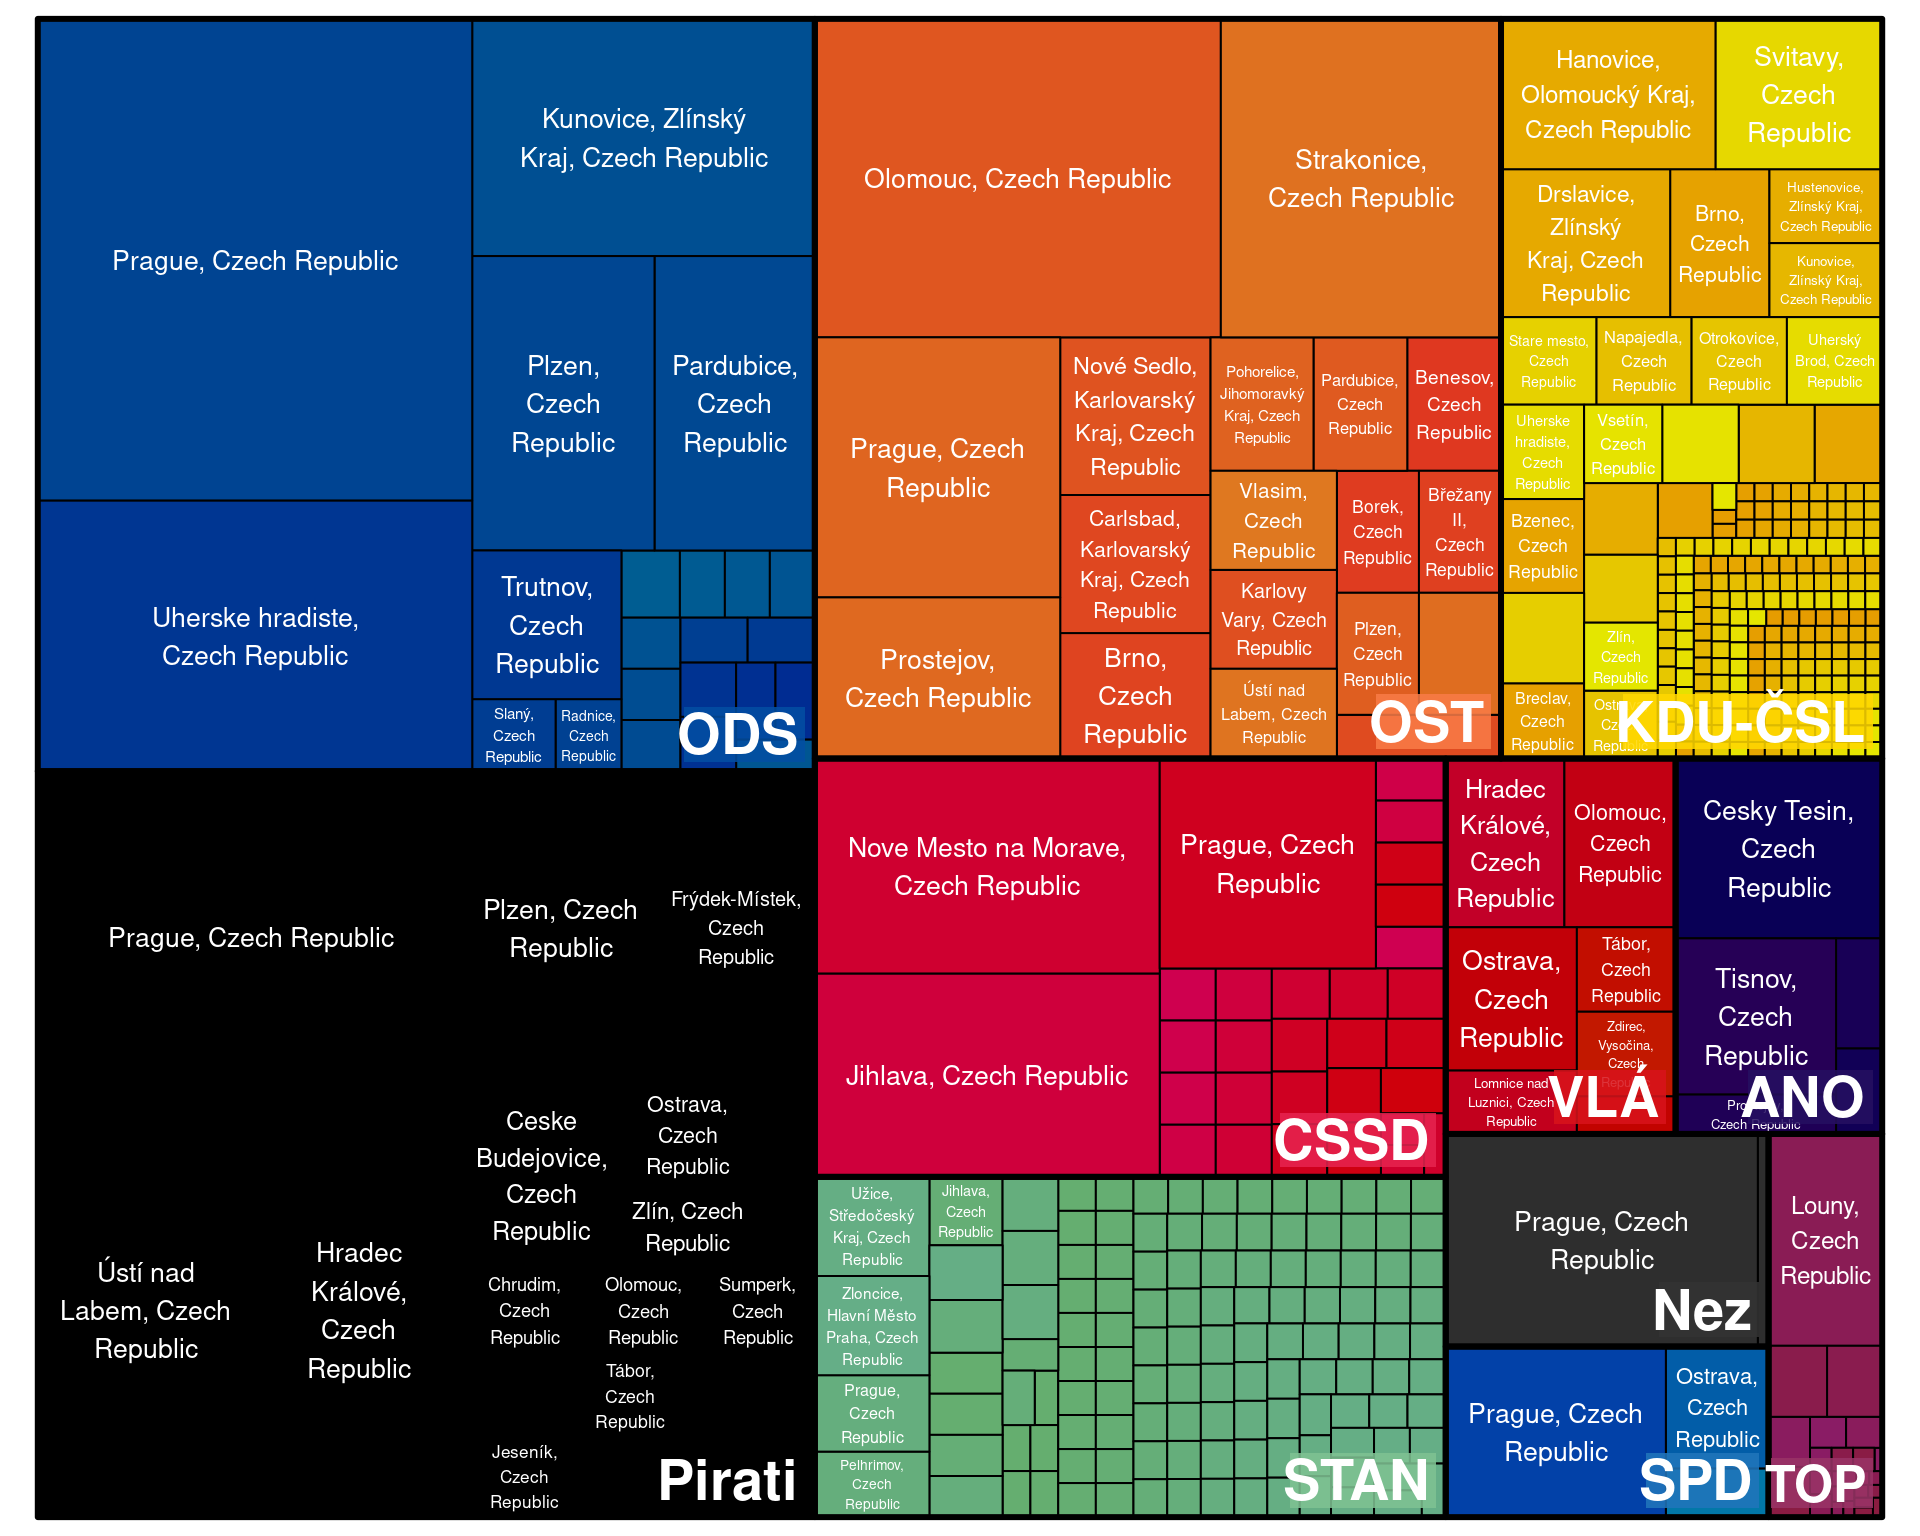 Prague, Czech Republic
Kunovice, Zlínský
Kraj, Czech Republic
Plzen,
Czech
Republic
Pardubice,
Czech
Republic
Uherske hradiste,
Czech Republic
Trutnov,
Czech
Republic
Slaný,
Czech
Republic
Radnice,
Czech
Republic
ODS
Olomouc, Czech Republic
Strakonice,
Czech Republic
Prague, Czech
Republic
Prostejov,
Czech Republic
Nové Sedlo,
Karlovarský
Kraj, Czech
Republic
Carlsbad,
Karlovarský
Kraj, Czech
Republic
Brno,
Czech
Republic
Pohorelice,
Jihomoravký
Kraj, Czech
Republic
Pardubice,
Czech
Republic
Benesov,
Czech
Republic
Vlasim,
Czech
Republic
Karlovy
Vary, Czech
Republic
Ústí nad
Labem, Czech
Republic
Borek,
Czech
Republic
Břežany
II,
Czech
Republic
Plzen,
Czech
Republic
OST
Hanovice,
Olomoucký Kraj,
Czech Republic
Svitavy,
Czech
Republic
Drslavice,
Zlínský
Kraj, Czech
Republic
Brno,
Czech
Republic
Hustenovice,
Zlínský Kraj,
Czech Republic
Kunovice,
Zlínský Kraj,
Czech Republic
Stare mesto,
Czech
Republic
Napajedla,
Czech
Republic
Otrokovice,
Czech
Republic
Uherský
Brod, Czech
Republic
Uherske
hradiste,
Czech
Republic
Vsetín,
Czech
Republic
Bzenec,
Czech
Republic
Zlín,
Czech
Republic
Breclav,
Czech
Republic
KDU-ČSL
Prague, Czech Republic
Plzen, Czech
Republic
Frýdek-Místek,
Czech
Republic
Ústí nad
Labem, Czech
Republic
Hradec
Králové,
Czech
Republic
Ceske
Budejovice,
Czech
Republic
Ostrava,
Czech
Republic
Zlín, Czech
Republic
Chrudim,
Czech
Republic
Olomouc,
Czech
Republic
Sumperk,
Czech
Republic
Tábor,
Czech
Republic
Jeseník,
Czech
Republic
Pirati
Nove Mesto na Morave,
Czech Republic
Prague, Czech
Republic
Jihlava, Czech Republic
CSSD
Hradec
Králové,
Czech
Republic
Olomouc,
Czech
Republic
Ostrava,
Czech
Republic
Tábor,
Czech
Republic
Zdirec,
Vysočina,
Czech
Republic
Lomnice nad
Luznici, Czech
Republic
VLÁ
Cesky Tesin,
Czech
Republic
Tisnov,
Czech
Republic
Czech Republic
ANO
Užice,
Středočeský
Kraj, Czech
Republic
Jihlava,
Czech
Republic
Zloncice,
Hlavní Město
Praha, Czech
Republic
Prague,
Czech
Republic
Pelhrimov,
Czech
Republic
STAN
Prague, Czech
Republic
Nez
Louny,
Czech
Republic
Prague, Czech
Republic
Ostrava,
Czech
Republic
SPD
TOP